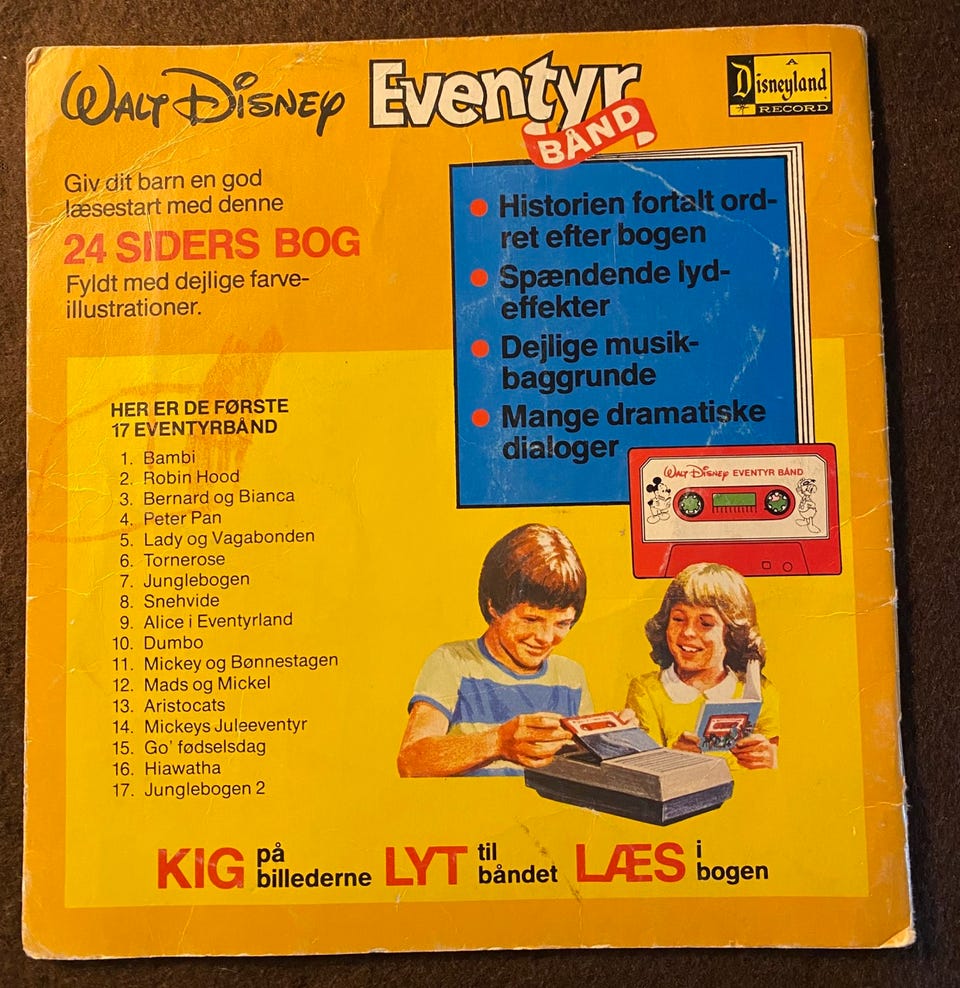 WALT DISNEY Eventyr
BÅND
A
Disneyland
RECORD
Giv dit barn en god
læsestart med denne
24 SIDERS BOG
Fyldt med dejlige farve-
illustrationer.
• Historien fortalt ord-
ret efter bogen
• Spændende lyd-
effekter
• Dejlige musik-
baggrunde
• Mange dramatiske
dialoger
WALT DISNEY EVENTYR BÅND
HER ER DE FØRSTE
17 EVENTYRBÅND
1. Bambi
2. Robin Hood
3. Bernard og Bianca
4. Peter Pan
5. Lady og Vagabonden
6. Tornerose
7. Junglebogen
8. Snehvide
9. Alice i Eventyrland
10. Dumbo
11. Mickey og Bønnestagen
12. Mads og Mickel
13. Aristocats
14. Mickeys Juleeventyr
15. Go' fødselsdag
16. Hiawatha
17. Junglebogen 2
KIG på billederne LYT til båndet LÆS i bogen